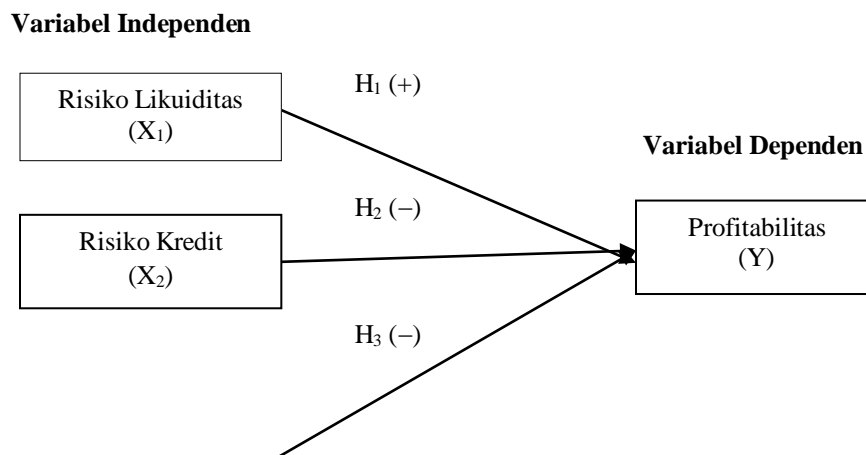 Variabel Independen
H₁ (+)
Risiko Likuiditas
(X₁)
Variabel Dependen
H₂ (−)
Profitabilitas
(Y)
Risiko Kredit
(X₂)
H₃ (−)